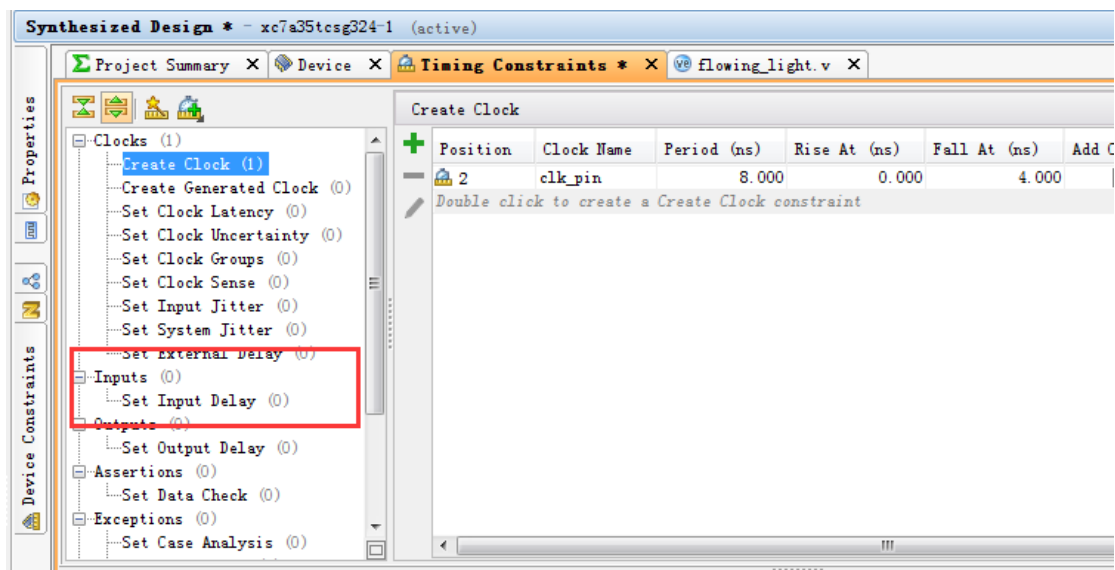 Synthesized Design * - xc7a35tcsg324-1 (active)
Project Summary X Device X Timing Constraints * X flowing_light.v X
Properties
Device Constraints
Clocks (1)
Create Clock (1)
Create Generated Clock (0)
Set Clock Latency (0)
Set Clock Uncertainty (0)
Set Clock Groups (0)
Set Clock Sense (0)
Set Input Jitter (0)
Set System Jitter (0)
Set External Delay (0)
Inputs (0)
Set Input Delay (0)
Outputs (0)
Set Output Delay (0)
Assertions (0)
Set Data Check (0)
Exceptions (0)
Set Case Analysis (0)
Create Clock
Position Clock Name Period (ns) Rise At (ns) Fall At (ns) Add C
2 clk_pin 8.000 0.000 4.000
Double click to create a Create Clock constraint